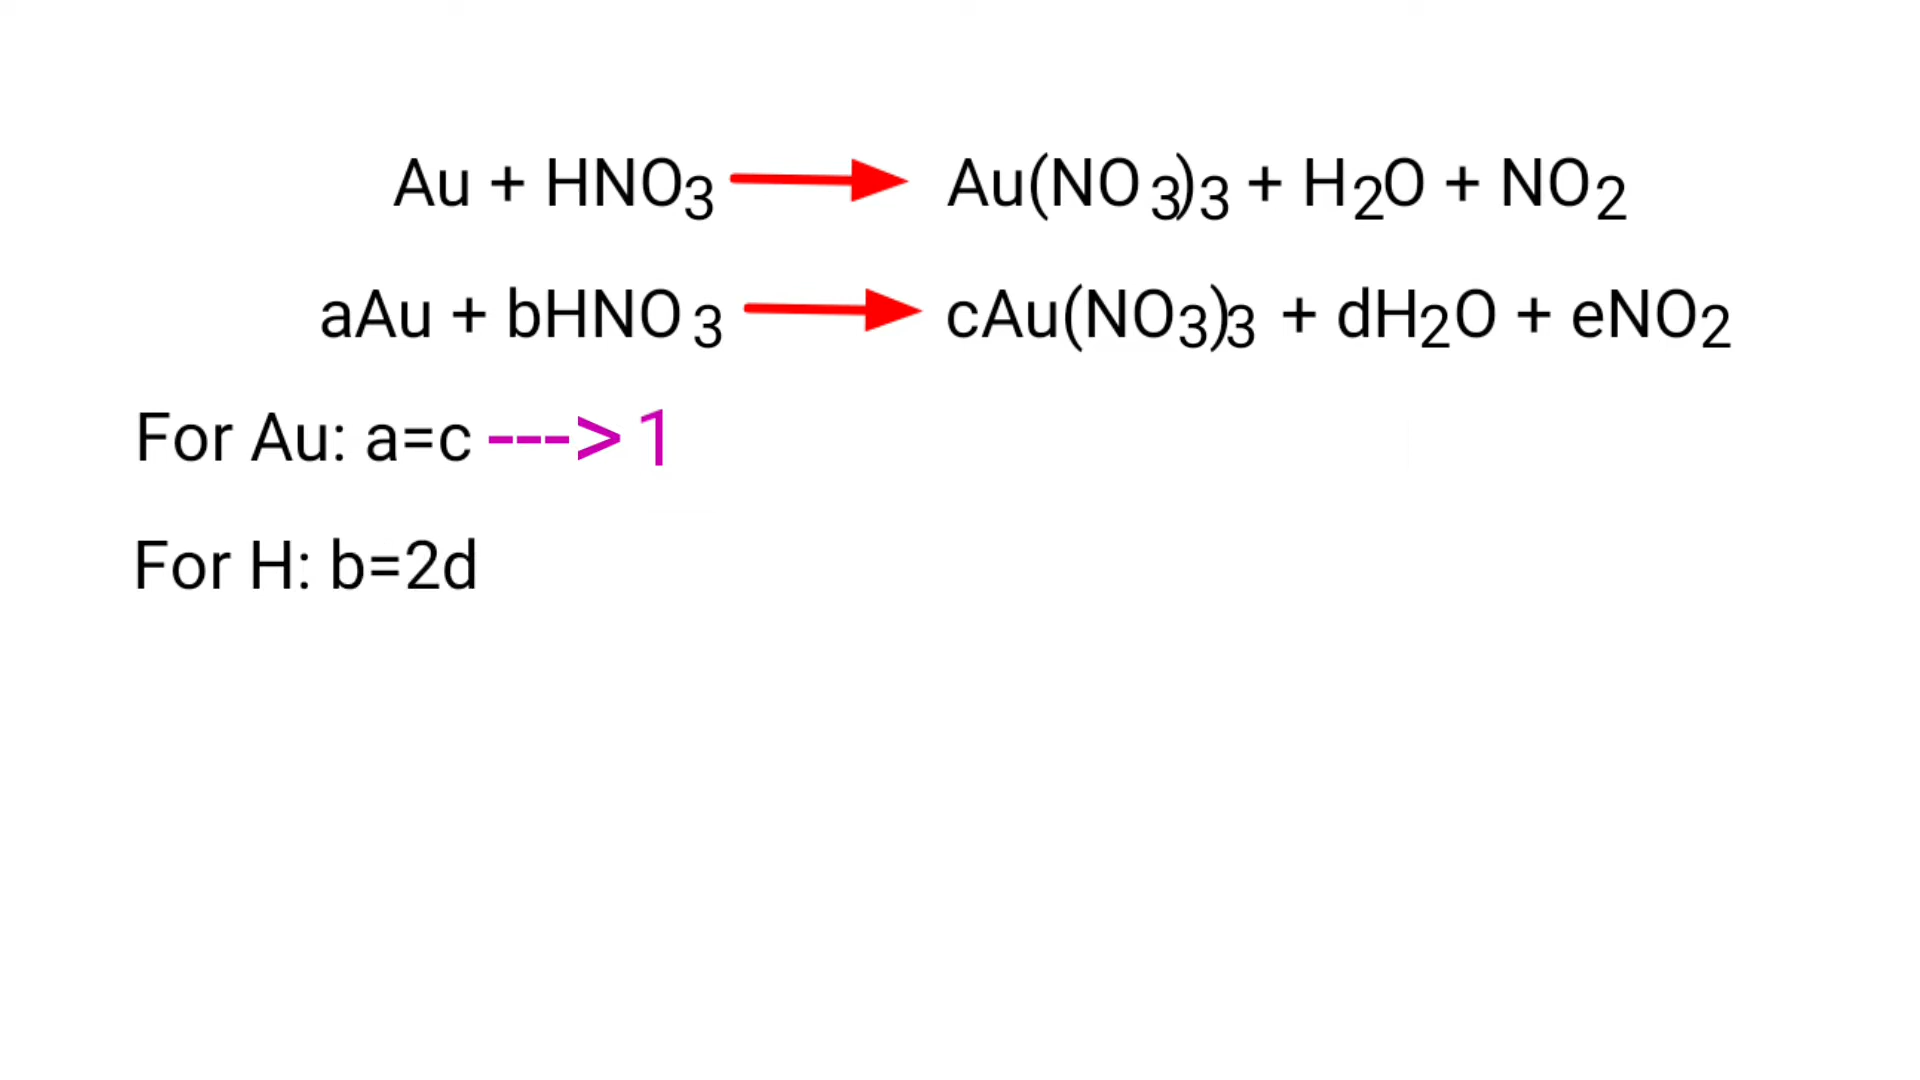 Au + HNO3 → Au(NO3)3 + H2O + NO2
aAu + bHNO3 → cAu(NO3)3 + dH2O + eNO2
For Au: a=c ---> 1
For H: b=2d